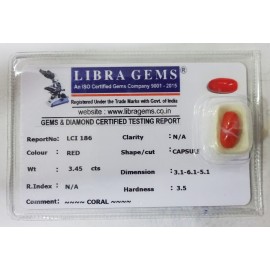 LIBRA GEMS
An ISO Certified Gems Company 9001 - 2015
Registered Under the Trade Marks with Govt. of India
website : www.libragems.co.in
GEMS & DIAMOND CERTIFIED TESTING REPORT
ReportNo: LCI 186 Clarity N/A
Colour RED Shape/cut CAPSULE
Wt 3.45 cts Dimension 3.1-6.1-5.1
R.Index N/A Hardness 3.5
Comment ~~~ CORAL ~~~